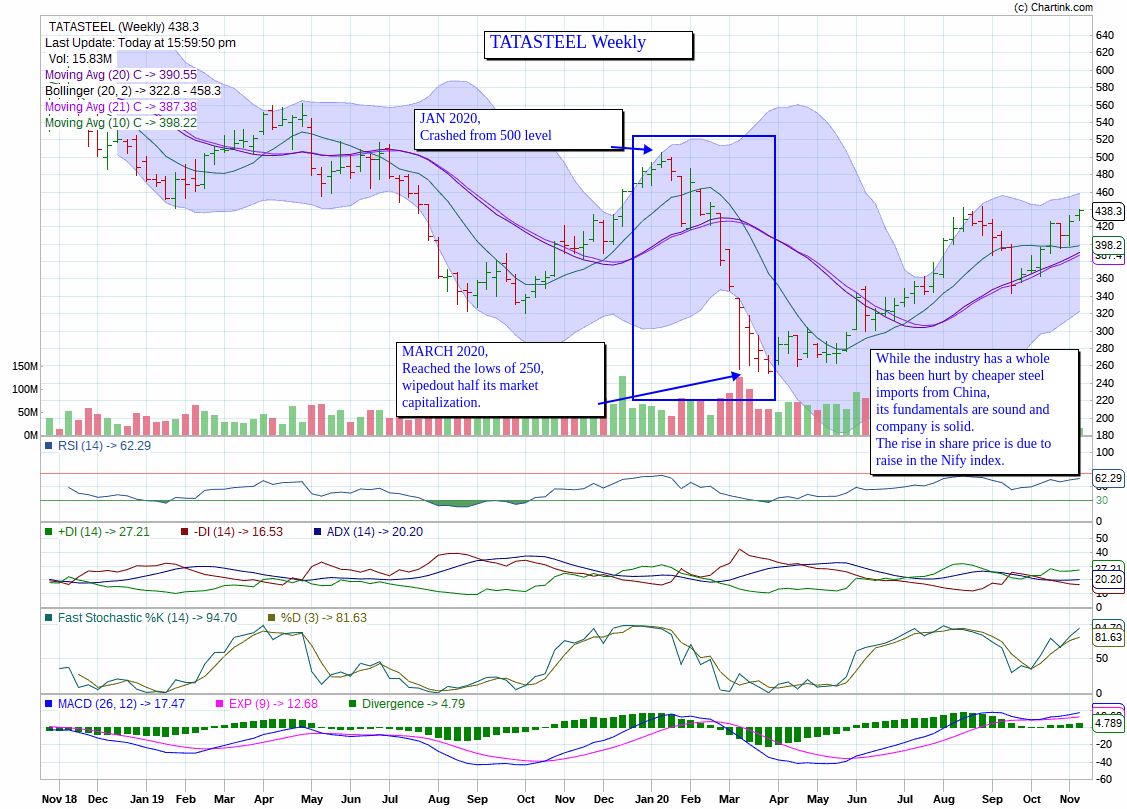 (c) Chartink.com
TATASTEEL (Weekly) 438.3
Last Update: Today at 15:59:50 pm
Vol: 15.83M
Moving Avg (20) C -> 390.55
Bollinger (20, 2) -> 322.8 - 458.3
Moving Avg (21) C -> 387.38
Moving Avg (10) C -> 398.22
TATASTEEL Weekly
JAN 2020,
Crashed from 500 level
MARCH 2020,
Reached the lows of 250,
wipedout half its market
capitalization.
While the industry has a whole
has been hurt by cheaper steel
imports from China,
its fundamentals are sound and
company is solid.
The rise in share price is due to
raise in the Nify index.
640
620
600
580
560
540
520
500
480
460
438.3
420
398.2
387.4
360
340
320
300
280
260
240
220
200
180
150M
100M
50M
0M
RSI (14) -> 62.29
100
62.29
30
0
+DI (14) -> 27.21 -DI (14) -> 16.53 ADX (14) -> 20.20
50
40
27.21
20.20
0
Fast Stochastic %K (14) -> 94.70 %D (3) -> 81.63
94.70
81.63
50
0
MACD (26, 12) -> 17.47 EXP (9) -> 12.68 Divergence -> 4.79
4.789
-20
-40
-60
Nov 18 Dec Jan 19 Feb Mar Apr May Jun Jul Aug Sep Oct Nov Dec Jan 20 Feb Mar Apr May Jun Jul Aug Sep Oct Nov